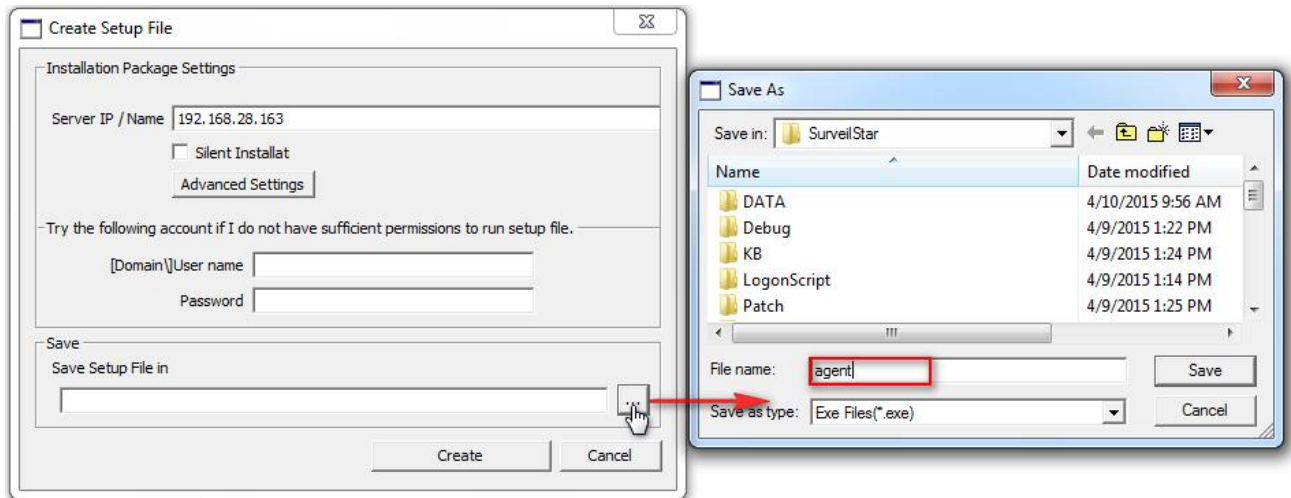 Create Setup File
Installation Package Settings
Server IP / Name 192.168.28.163
Silent Installat
Advanced Settings
Try the following account if I do not have sufficient permissions to run setup file.
[Domain\]User name
Password
Save
Save Setup File in
...
Create Cancel
Save As
Save in: SurveilStar
Name Date modified
DATA 4/10/2015 9:56 AM
Debug 4/9/2015 1:22 PM
KB 4/9/2015 1:24 PM
LogonScript 4/9/2015 1:14 PM
Patch 4/9/2015 1:25 PM
File name: agent Save
Save as type: Exe Files(*.exe) Cancel